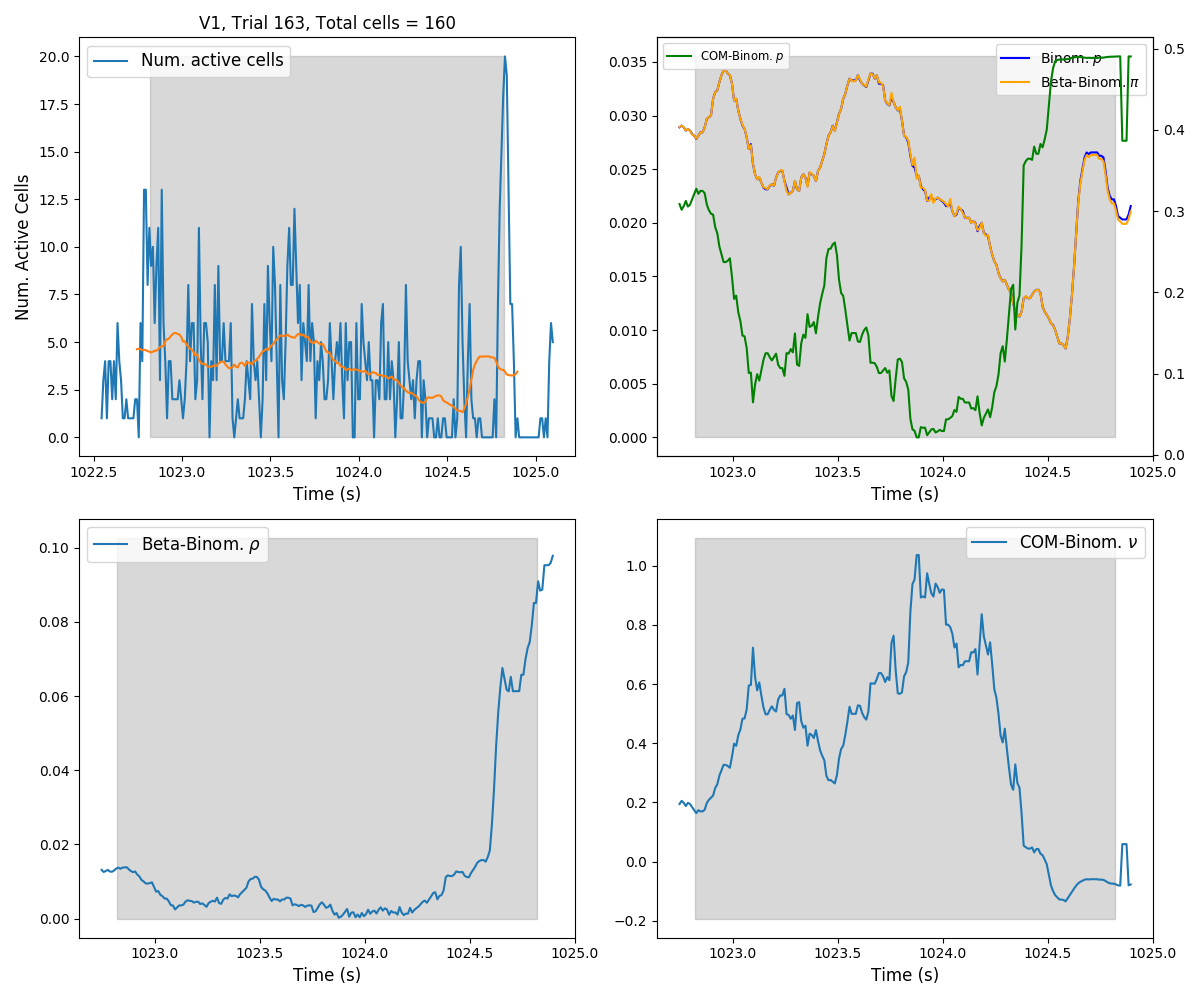 V1, Trial 163, Total cells = 160
Num. active cells
20.0
17.5
15.0
12.5
10.0
7.5
5.0
2.5
0.0
Num. Active Cells
1022.5 1023.0 1023.5 1024.0 1024.5 1025.0
Time (s)
COM-Binom. p
Binom. p
Beta-Binom. π
0.035
0.030
0.025
0.020
0.015
0.010
0.005
0.000
0.5
0.4
0.3
0.2
0.1
0.0
1023.0 1023.5 1024.0 1024.5 1025.0
Time (s)
Beta-Binom. ρ
0.10
0.08
0.06
0.04
0.02
0.00
1023.0 1023.5 1024.0 1024.5 1025.0
Time (s)
COM-Binom. ν
1.0
0.8
0.6
0.4
0.2
0.0
−0.2
1023.0 1023.5 1024.0 1024.5 1025.0
Time (s)